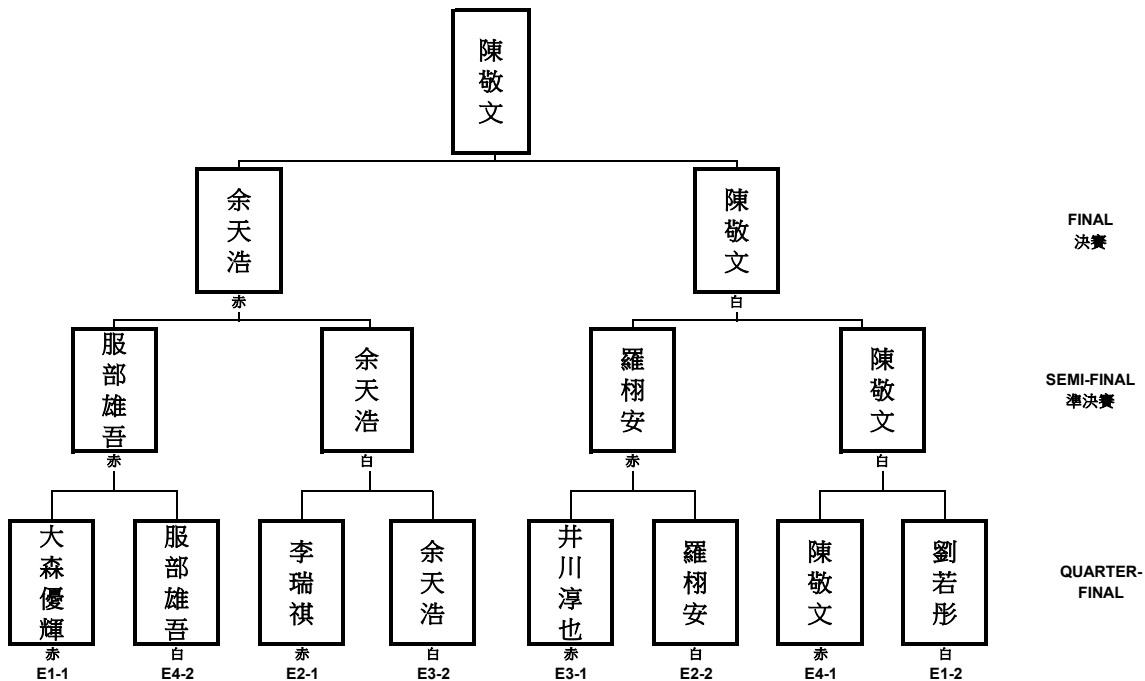 陳敬文
余天浩
陳敬文
FINAL
決賽
赤
白
服部雄吾
余天浩
羅栩安
陳敬文
SEMI-FINAL
準決賽
赤
白
赤
白
大森優輝
服部雄吾
李瑞祺
余天浩
井川淳也
羅栩安
陳敬文
劉若彤
QUARTER-
FINAL
赤
白
赤
白
赤
白
赤
白
E1-1
E4-2
E2-1
E3-2
E3-1
E2-2
E4-1
E1-2